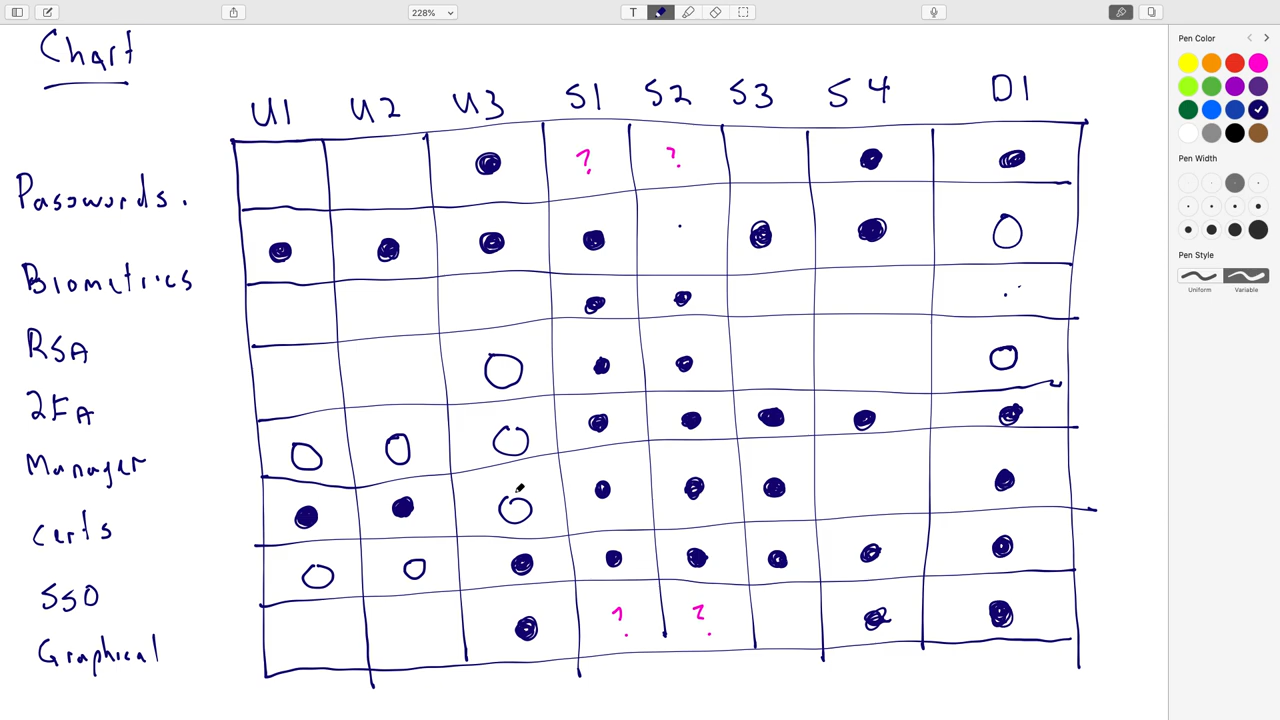 228%
T
Chart
U1 U2 U3 S1 S2 S3 S4 D1
Passwords.
? ?
Biometrics
RSA
2FA
Manager
Certs
SSO
Graphical
? ?
Pen Color
Pen Width
Pen Style
Uniform Variable